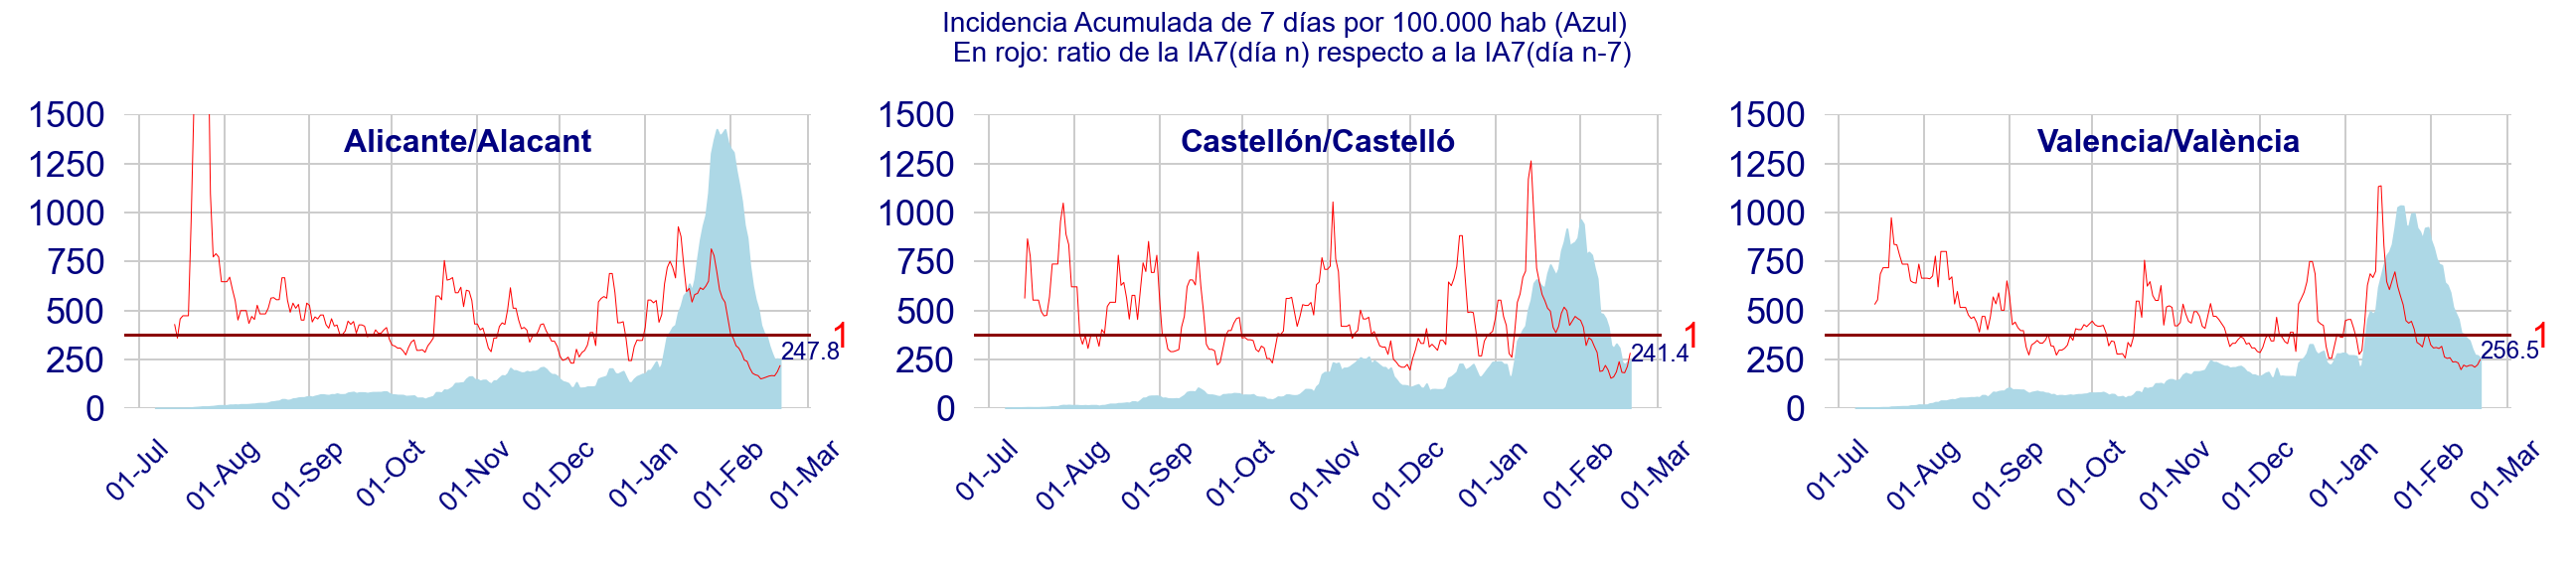 Incidencia Acumulada de 7 días por 100.000 hab (Azul)
En rojo: ratio de la IA7(día n) respecto a la IA7(día n-7)
Alicante/Alacant
1500
1250
1000
750
500
250
0
1
247.8
01-Jul
01-Aug
01-Sep
01-Oct
01-Nov
01-Dec
01-Jan
01-Feb
01-Mar
Castellón/Castelló
1500
1250
1000
750
500
250
0
1
241.4
01-Jul
01-Aug
01-Sep
01-Oct
01-Nov
01-Dec
01-Jan
01-Feb
01-Mar
Valencia/València
1500
1250
1000
750
500
250
0
1
256.5
01-Jul
01-Aug
01-Sep
01-Oct
01-Nov
01-Dec
01-Jan
01-Feb
01-Mar